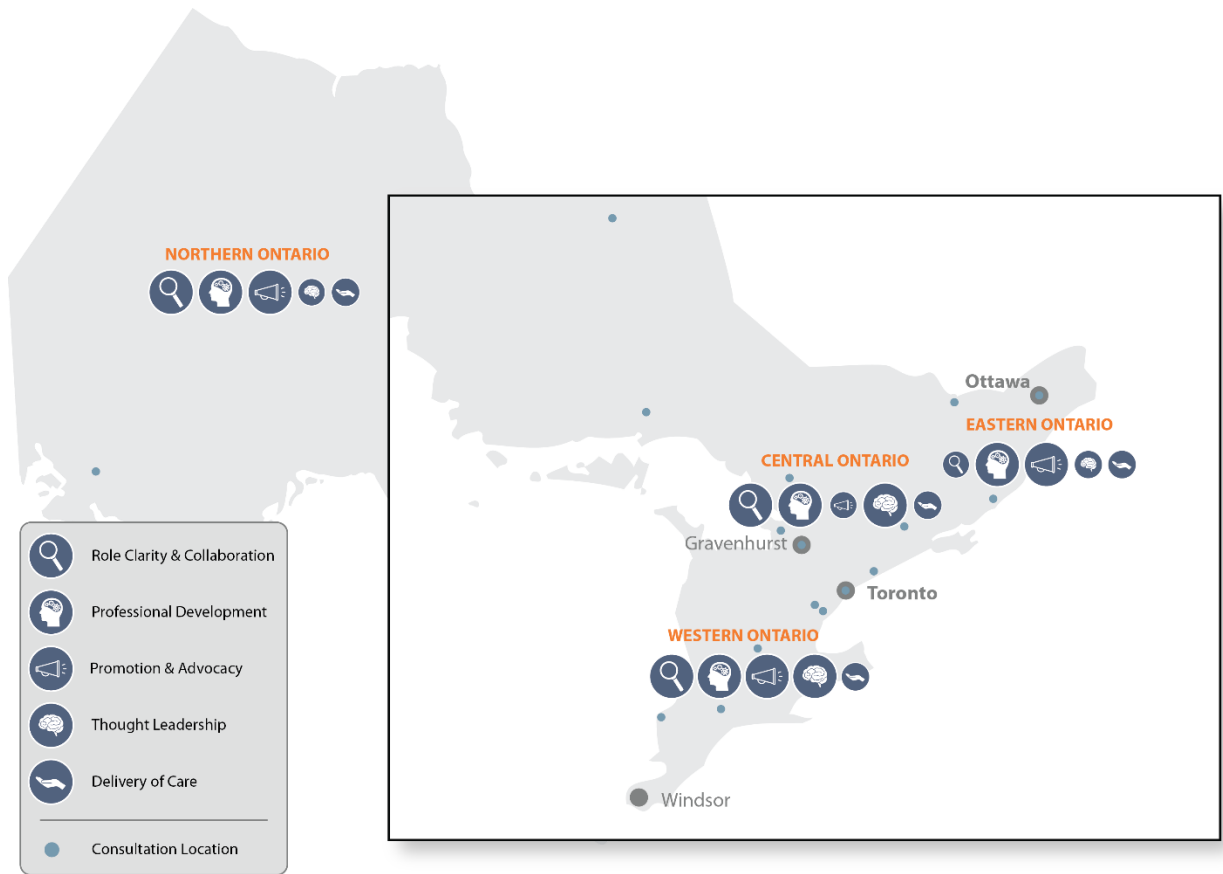 NORTHERN ONTARIO
Ottawa
EASTERN ONTARIO
CENTRAL ONTARIO
Gravenhurst
Toronto
WESTERN ONTARIO
Windsor
Role Clarity & Collaboration
Professional Development
Promotion & Advocacy
Thought Leadership
Delivery of Care
Consultation Location